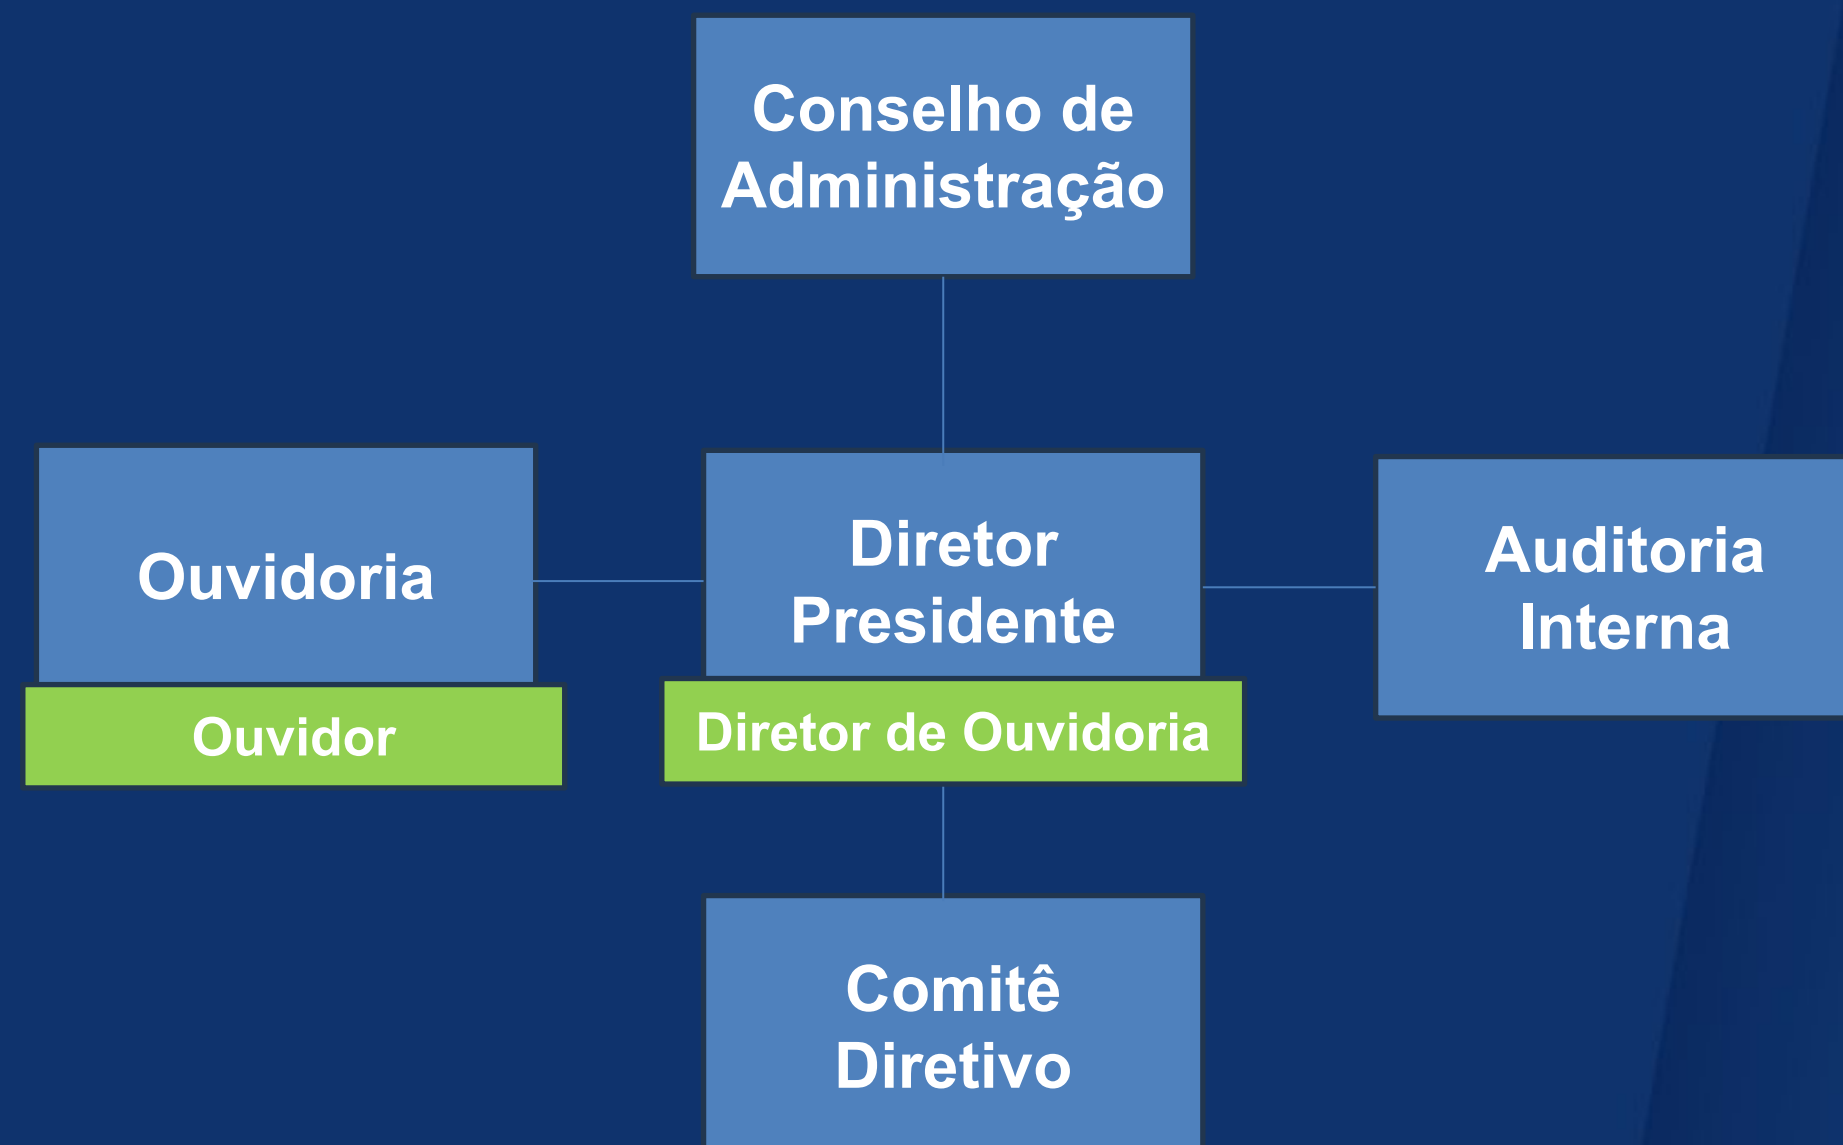 Conselho de
Administração
Ouvidoria
Ouvidor
Diretor
Presidente
Diretor de Ouvidoria
Auditoria
Interna
Comitê
Diretivo